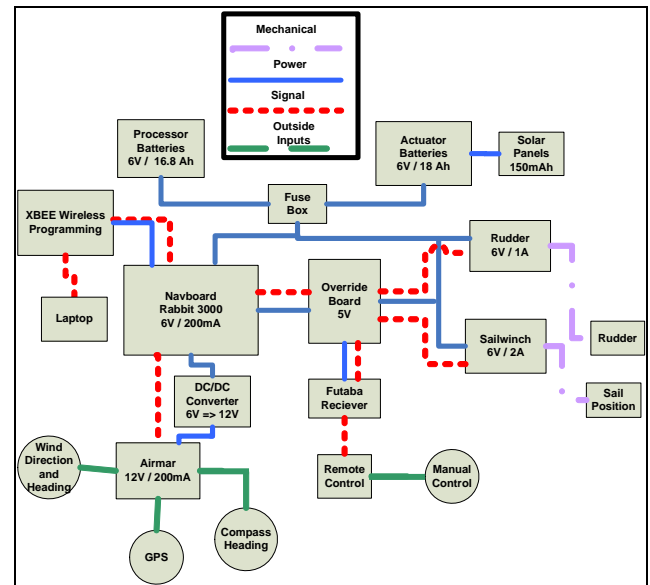 Mechanical
Power
Signal
Outside
Inputs
Processor
Batteries
6V / 16.8 Ah
Actuator
Batteries
6V / 18 Ah
Solar
Panels
150mAh
Fuse
Box
XBEE Wireless
Programming
Laptop
Navboard
Rabbit 3000
6V / 200mA
Override
Board
5V
Rudder
6V / 1A
Sailwinch
6V / 2A
Rudder
Sail
Position
DC/DC
Converter
6V => 12V
Futaba
Reciever
Wind
Direction
and
Heading
Airmar
12V / 200mA
Remote
Control
Manual
Control
GPS
Compass
Heading